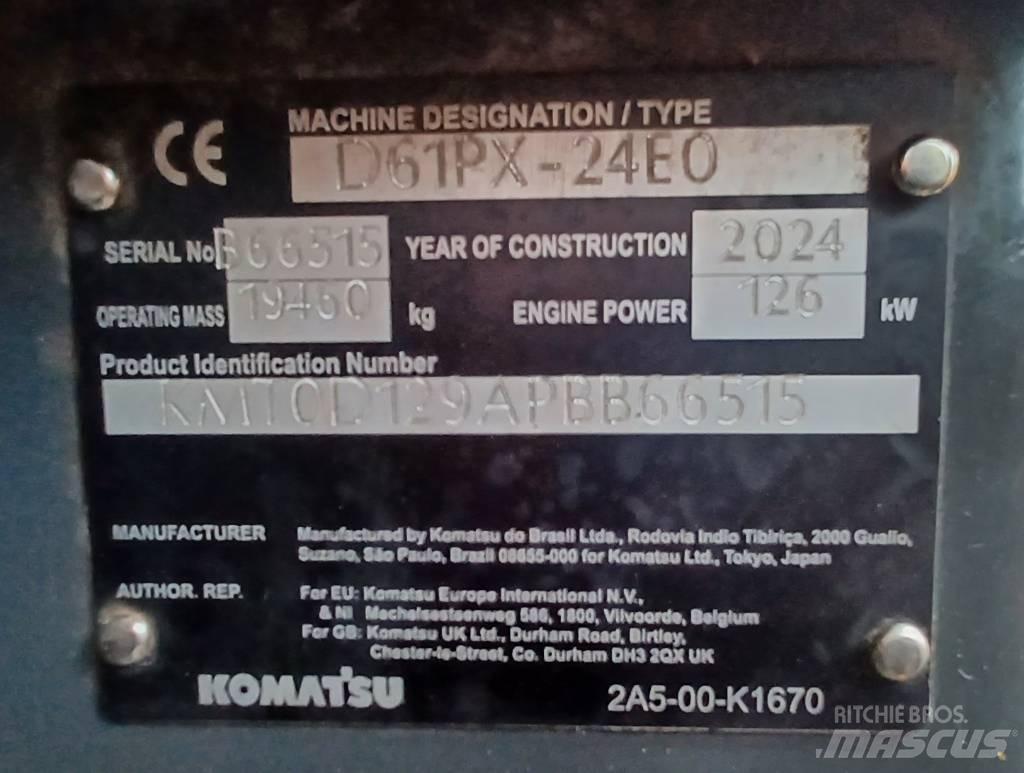 CE
MACHINE DESIGNATION / TYPE
D61PX-24E0
SERIAL No B66515 YEAR OF CONSTRUCTION 2024
OPERATING MASS 19460 kg ENGINE POWER 126 kW
Product Identification Number
KMT0D129APBB66515
MANUFACTURER Manufactured by Komatsu do Brasil Ltda., Rodovia Indio Tibiriça, 2000 Gualio,
Suzano, São Paulo, Brazil 08655-000 for Komatsu Ltd., Tokyo, Japan
AUTHOR. REP. For EU: Komatsu Europe International N.V.,
& NI Mechelsesteenweg 586, 1800, Vilvoorde, Belgium
For GB: Komatsu UK Ltd., Durham Road, Birtley,
Chester-le-Street, Co. Durham DH3 2QX UK
KOMATSU 2A5-00-K1670
RITCHIE BROS.
MASCUS